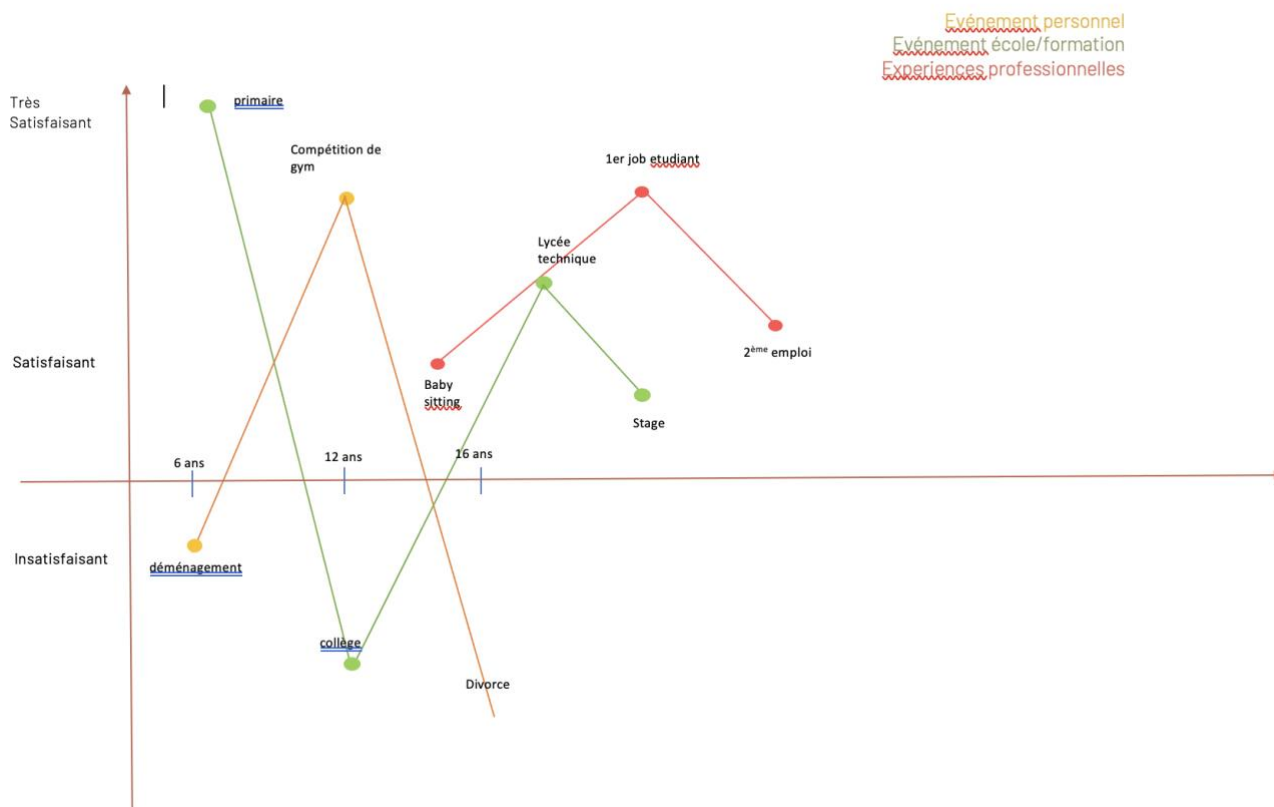 Evénement personnel
Evénement école/formation
Experiences professionnelles
Très
Satisfaisant
primaire
Compétition de
gym
1er job etudiant
Lycée
technique
2ème emploi
Satisfaisant
Baby
sitting
Stage
6 ans
12 ans
16 ans
Insatisfaisant
déménagement
collège
Divorce